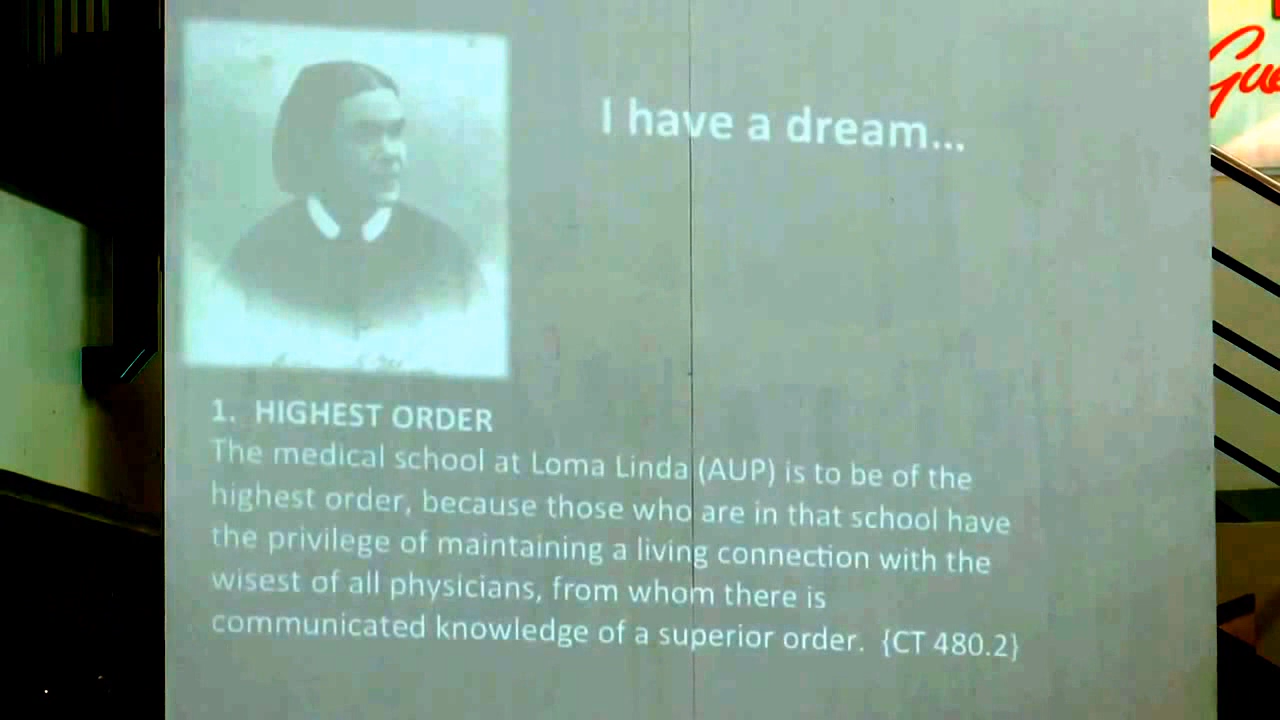 I have a dream...
1. HIGHEST ORDER
The medical school at Loma Linda (AUP) is to be of the
highest order, because those who are in that school have
the privilege of maintaining a living connection with the
wisest of all physicians, from whom there is
communicated knowledge of a superior order. {CT 480.2}